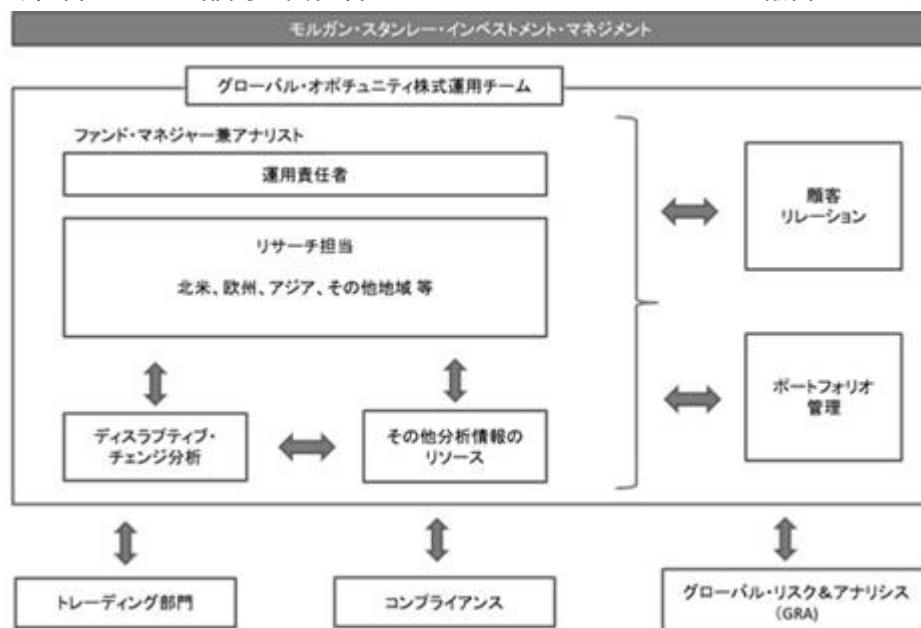 モルガン・スタンレー・インベストメント・マネジメント
グローバル・オポチュニティ株式運用チーム
ファンド・マネジャー兼アナリスト
運用責任者
リサーチ担当
北米、欧州、アジア、その他地域 等
ディスラプティブ・
チェンジ分析
その他分析情報の
リソース
顧客
リレーション
ポートフォリオ
管理
トレーディング部門
コンプライアンス
グローバル・リスク&アナリシス
(GRA)